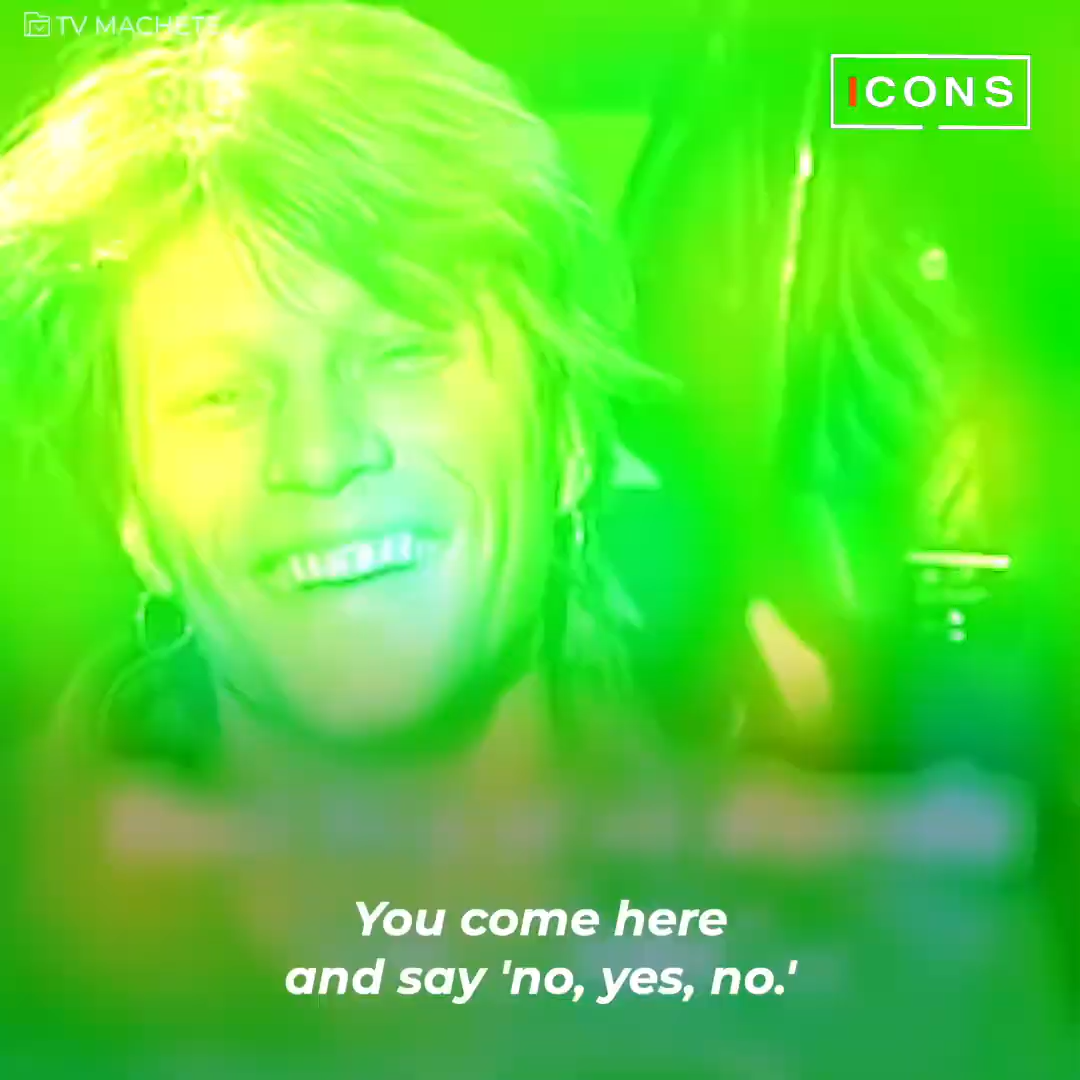 TV MACHETE
ICONS
You come here
and say 'no, yes, no.'